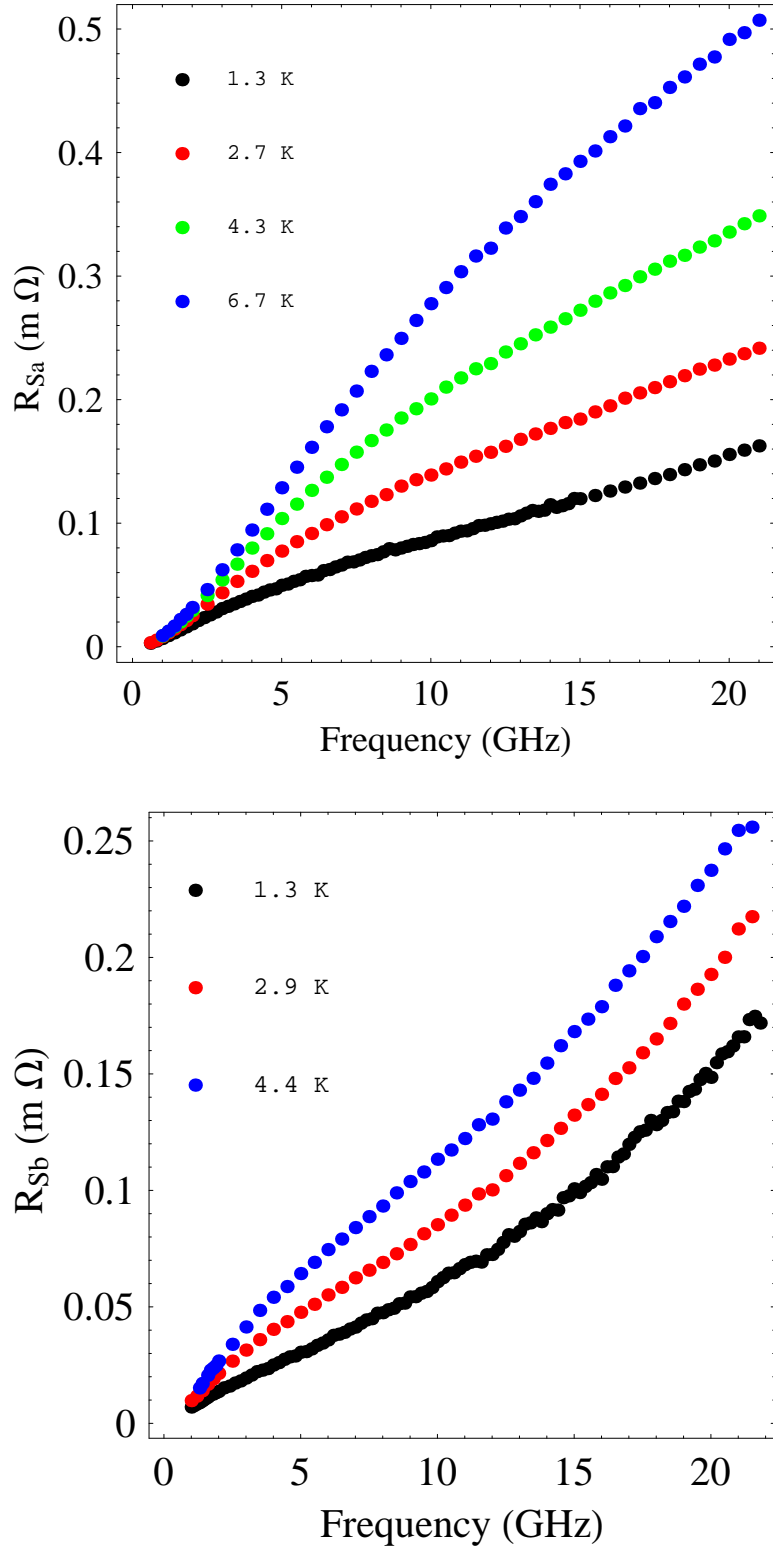 0.5
0.4
0.3
0.2
0.1
0
R_Sa (m Ω)
1.3 K
2.7 K
4.3 K
6.7 K
0 5 10 15 20
Frequency (GHz)
0.25
0.2
0.15
0.1
0.05
0
R_Sb (m Ω)
1.3 K
2.9 K
4.4 K
0 5 10 15 20
Frequency (GHz)